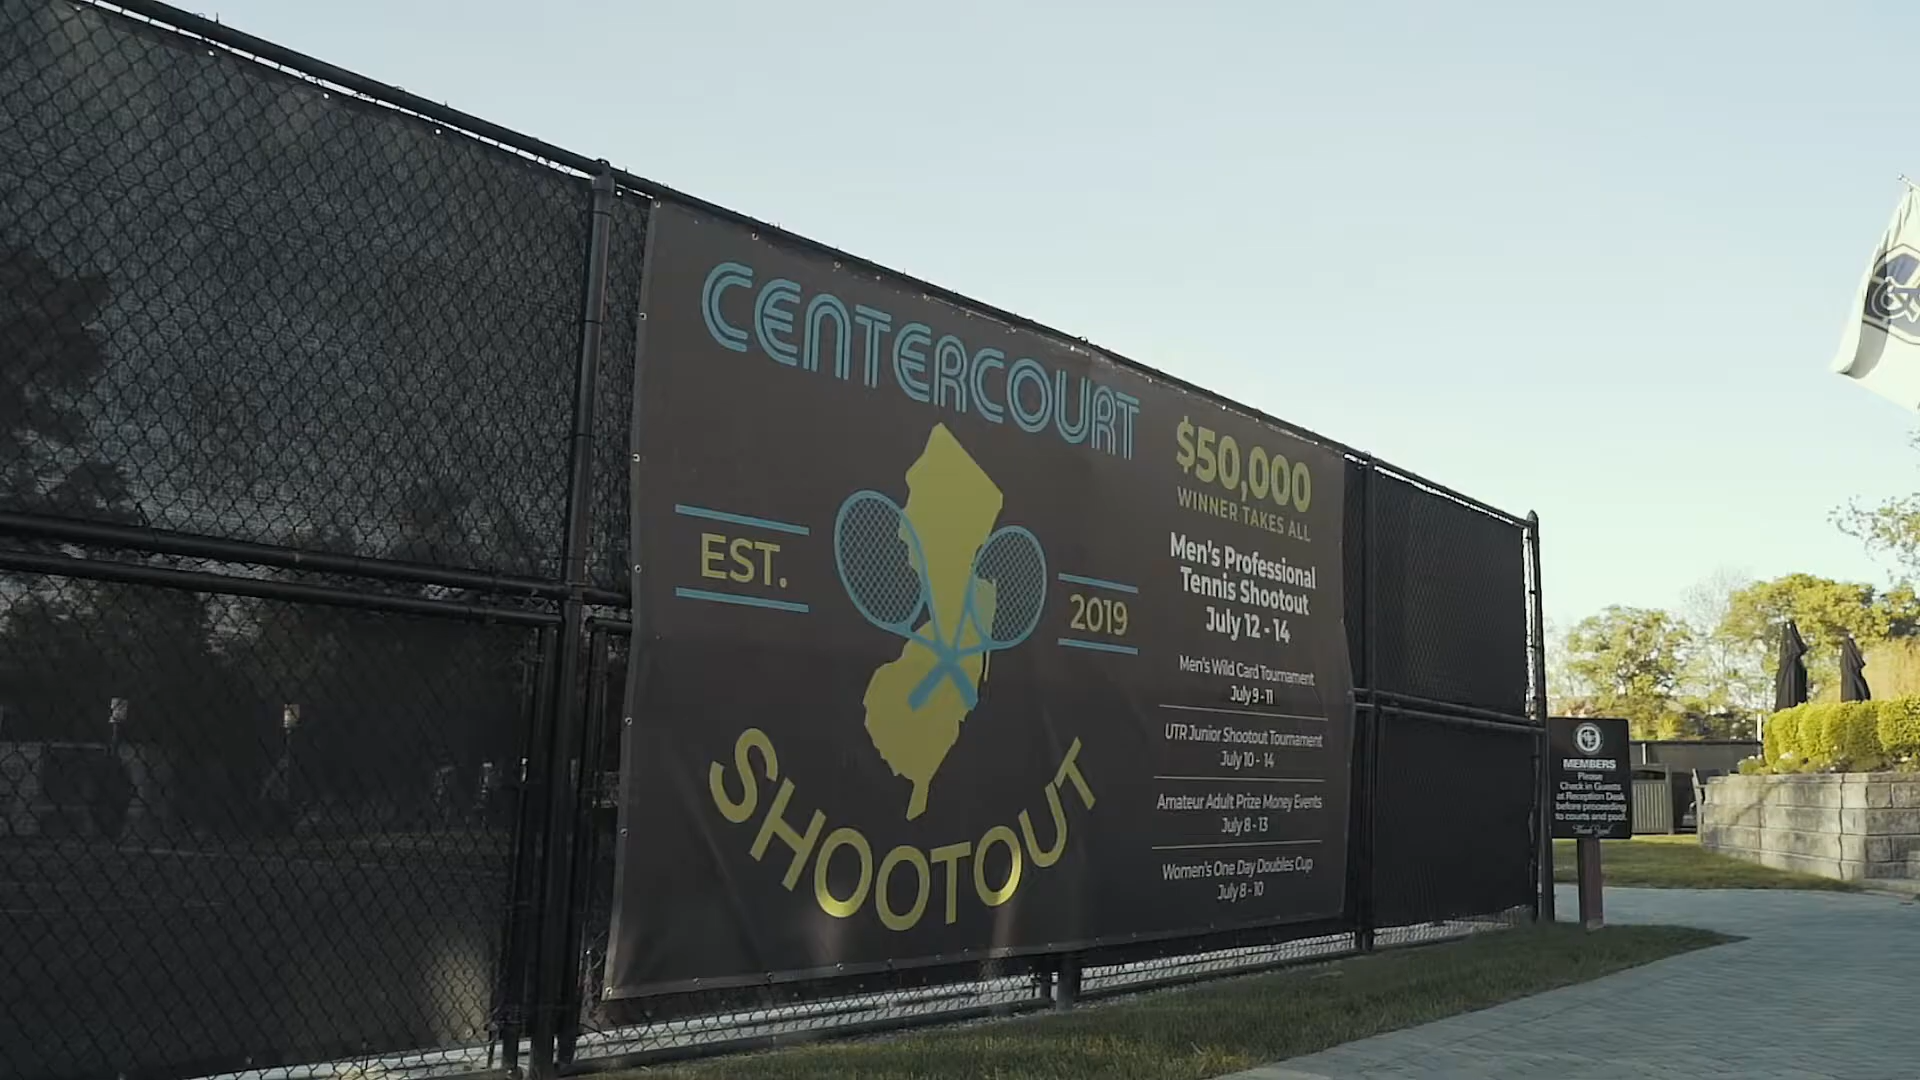 CENTERCOURT
EST.
2019
SHOOTOUT
$50,000
WINNER TAKES ALL
Men's Professional
Tennis Shootout
July 12 - 14
Men's Wild Card Tournament
July 9 - 11
UTR Junior Shootout Tournament
July 10 - 14
Amateur Adult Prize Money Events
July 8 - 13
Women's One Day Doubles Cup
July 8 - 10
MEMBERS
Please
Check in Guests
at Reception Desk
before proceeding
to courts and pool.
Thank You!